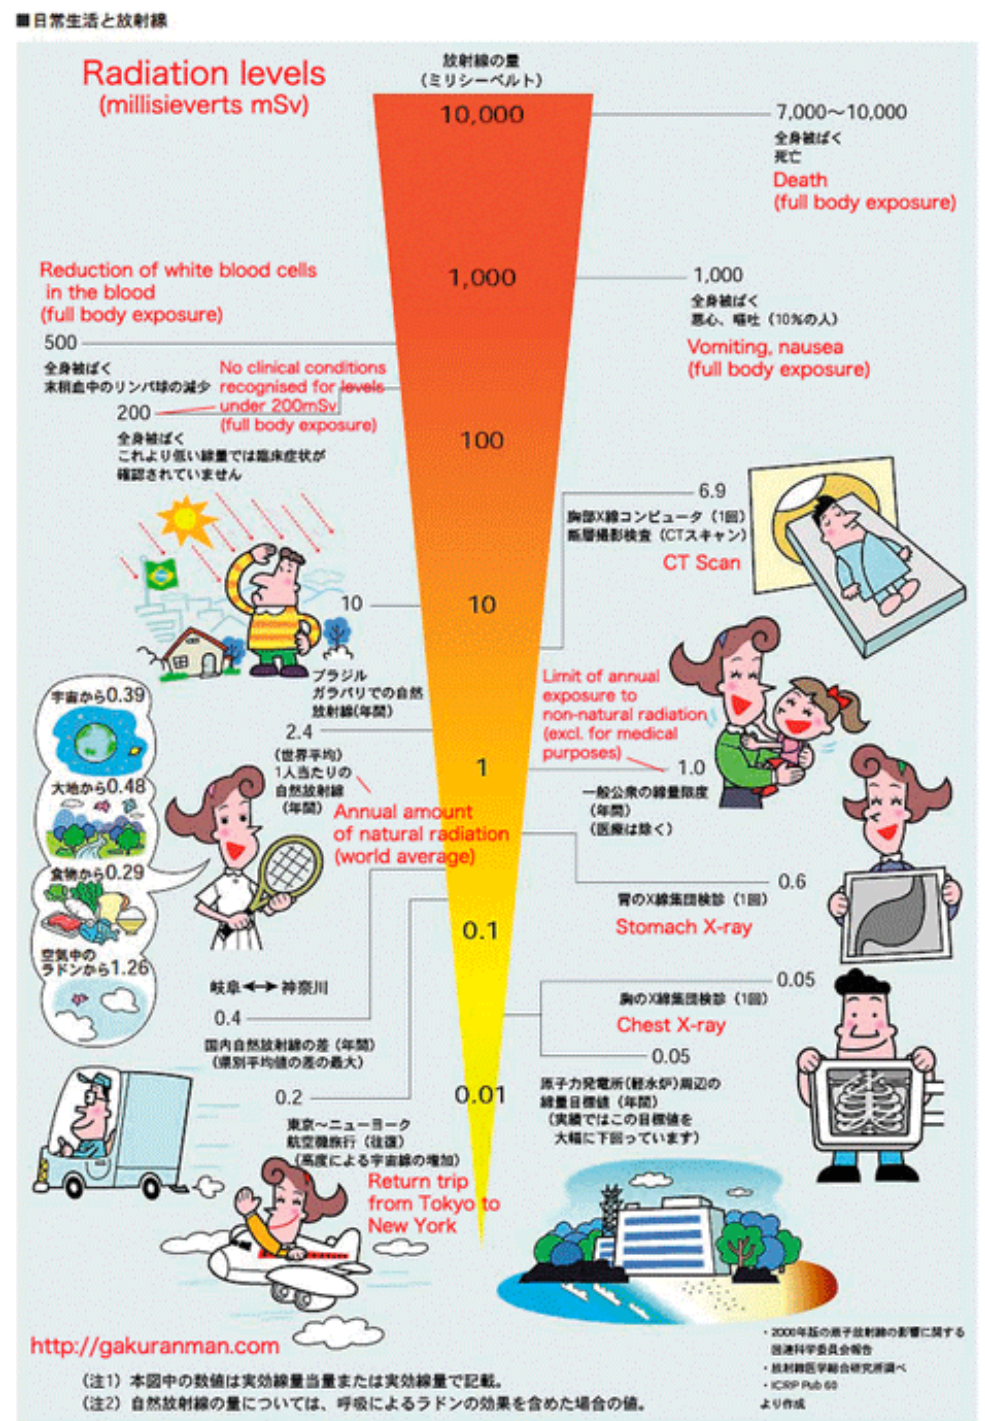 ■日常生活と放射線
Radiation levels
(millisieverts mSv)
放射線の量
(ミリシーベルト)
10,000
7,000〜10,000
全身被ばく
死亡
Death
(full body exposure)
Reduction of white blood cells
in the blood
(full body exposure)
1,000
1,000
全身被ばく
悪心、嘔吐（10%の人）
Vomiting, nausea
(full body exposure)
500
全身被ばく
末梢血中のリンパ球の減少
No clinical conditions
recognised for levels
under 200mSv
(full body exposure)
200
全身被ばく
これより低い線量では臨床症状が
確認されていません
100
6.9
胸部X線コンピュータ（1回）
断層撮影検査（CTスキャン）
CT Scan
10
10
ブラジル
ガラパリでの自然
放射線(年間)
宇宙から0.39
大地から0.48
食物から0.29
空気中の
ラドンから1.26
2.4
(世界平均)
1人当たりの
自然放射線
(年間)
Annual amount
of natural radiation
(world average)
Limit of annual
exposure to
non-natural radiation
(excl. for medical
purposes)
1
1.0
一般公衆の線量限度
(年間)
(医療は除く)
0.6
胃のX線集団検診（1回）
Stomach X-ray
0.1
岐阜⟷神奈川
0.4
国内自然放射線の差（年間）
(県別平均値の差の最大)
0.05
胸のX線集団検診（1回）
Chest X-ray
0.05
原子力発電所(軽水炉)周辺の
線量目標値（年間）
(実績ではこの目標値を
大幅に下回っています)
0.01
0.2
東京〜ニューヨーク
航空機旅行（往復）
(高度による宇宙線の増加)
Return trip
from Tokyo to
New York
http://gakuranman.com
・2000年版の原子放射線の影響に関する
国連科学委員会報告
・放射線医学総合研究所調べ
・ICRP Pub 60
より作成
（注1）本図中の数値は実効線量当量または実効線量で記載。
（注2）自然放射線の量については、呼吸によるラドンの効果を含めた場合の値。